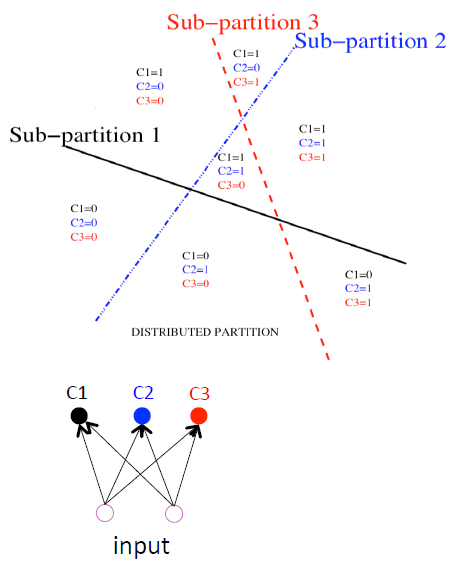 Sub−partition 3
Sub−partition 2
C1=1
C2=0
C3=1
C1=1
C2=0
C3=0
Sub−partition 1
C1=1
C2=1
C3=1
C1=1
C2=1
C3=0
C1=0
C2=0
C3=0
C1=0
C2=1
C3=0
C1=0
C2=1
C3=1
DISTRIBUTED PARTITION
C1 C2 C3
input